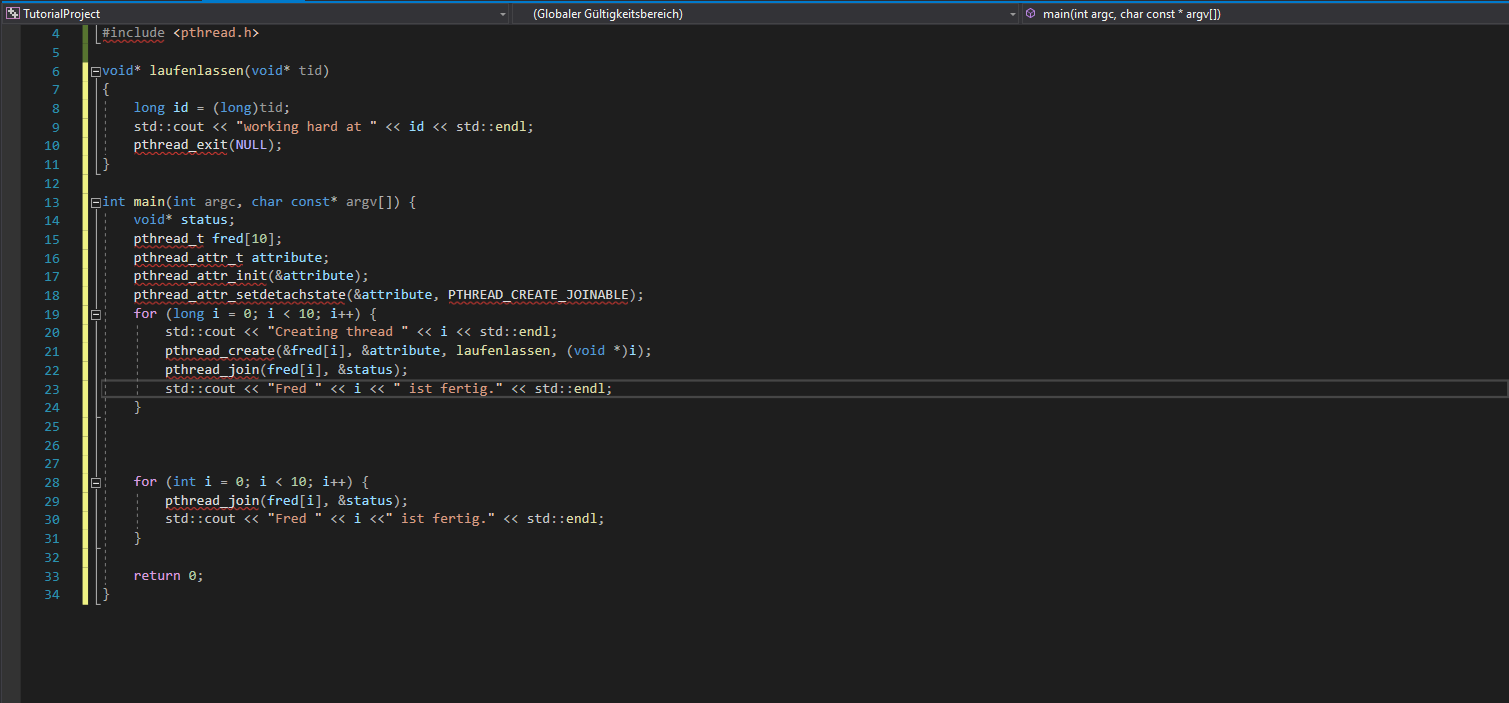 TutorialProject (Globaler Gültigkeitsbereich) main(int argc, char const * argv[])
4 #include <pthread.h>
5
6 void* laufenlassen(void* tid)
7 {
8 long id = (long)tid;
9 std::cout << "working hard at " << id << std::endl;
10 pthread_exit(NULL);
11 }
12
13 int main(int argc, char const* argv[]) {
14 void* status;
15 pthread_t fred[10];
16 pthread_attr_t attribute;
17 pthread_attr_init(&attribute);
18 pthread_attr_setdetachstate(&attribute, PTHREAD_CREATE_JOINABLE);
19 for (long i = 0; i < 10; i++) {
20 std::cout << "Creating thread " << i << std::endl;
21 pthread_create(&fred[i], &attribute, laufenlassen, (void *)i);
22 pthread_join(fred[i], &status);
23 std::cout << "Fred " << i << " ist fertig." << std::endl;
24 }
25
26
27
28 for (int i = 0; i < 10; i++) {
29 pthread_join(fred[i], &status);
30 std::cout << "Fred " << i <<" ist fertig." << std::endl;
31 }
32
33 return 0;
34 }